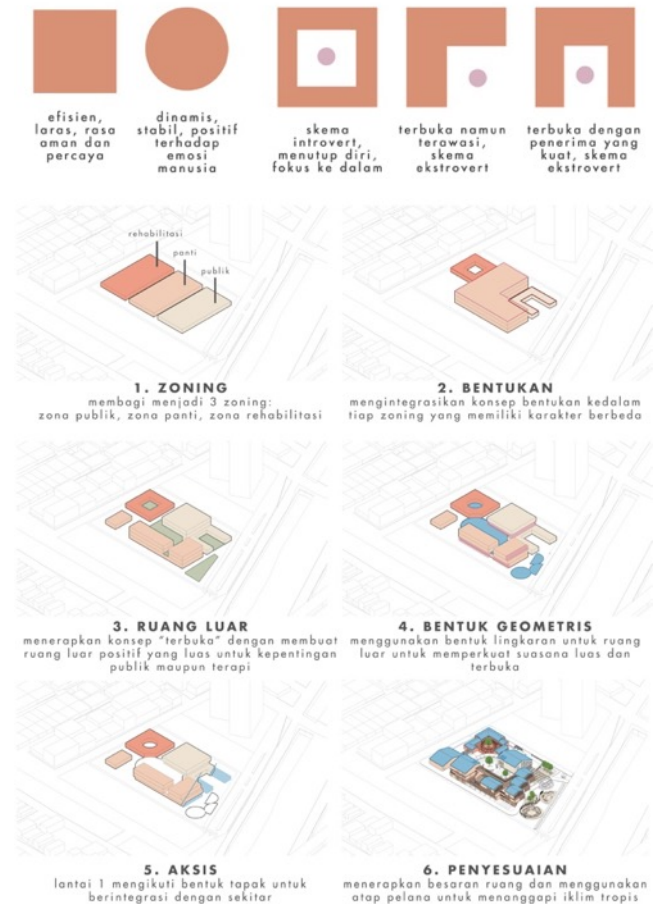 efisien,
laras, rasa
aman dan
percaya
dinamis,
stabil, positif
terhadap
emosi
manusia
skema
introvert,
menutup diri,
fokus ke dalam
terbuka namun
terawasi,
skema
ekstrovert
terbuka dengan
penerima yang
kuat, skema
ekstrovert
rehabilitasi
panti
publik
1. ZONING
membagi menjadi 3 zoning:
zona publik, zona panti, zona rehabilitasi
2. BENTUKAN
mengintegrasikan konsep bentukan kedalam
tiap zoning yang memiliki karakter berbeda
3. RUANG LUAR
menerapkan konsep "terbuka" dengan membuat
ruang luar positif yang luas untuk kepentingan
publik maupun terapi
4. BENTUK GEOMETRIS
menggunakan bentuk lingkaran untuk ruang
luar untuk memperkuat suasana luas dan
terbuka
5. AKSIS
lantai 1 mengikuti bentuk tapak untuk
berintegrasi dengan sekitar
6. PENYESUAIAN
menerapkan besaran ruang dan menggunakan
atap pelana untuk menanggapi iklim tropis